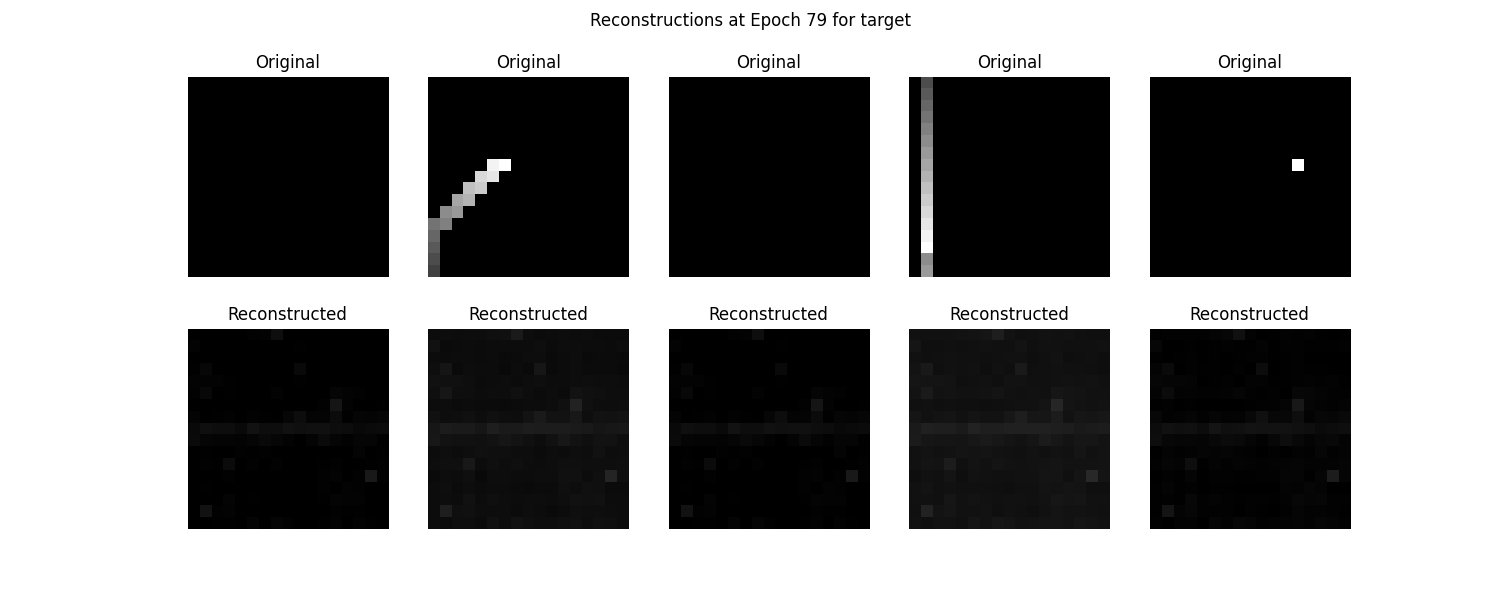 Reconstructions at Epoch 79 for target
Original Original Original Original Original
Reconstructed Reconstructed Reconstructed Reconstructed Reconstructed